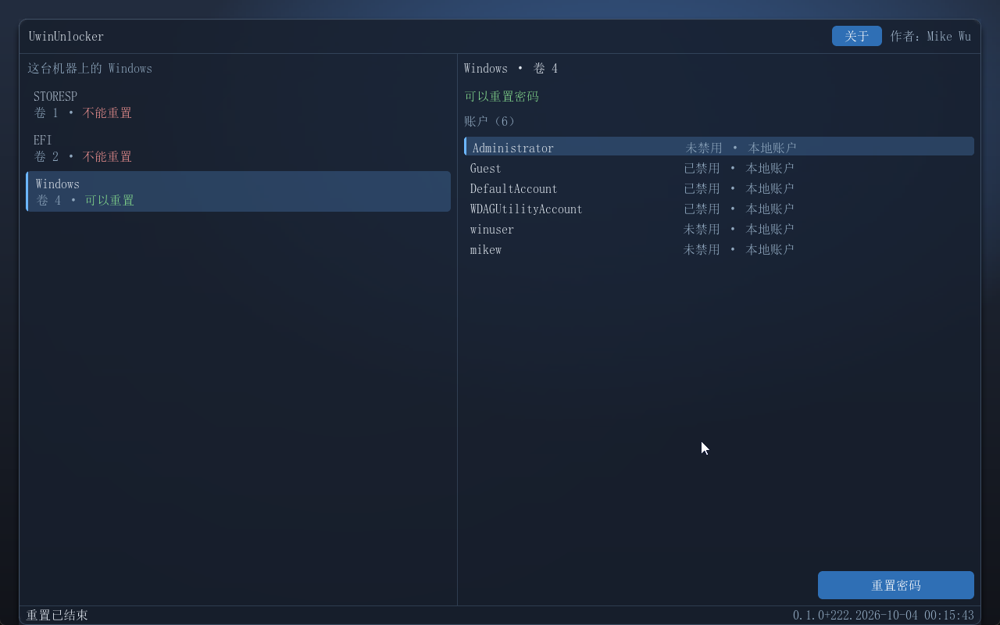 UwinUnlocker
关于 作者: Mike Wu
这台机器上的 Windows
STORESP
卷 1 • 不能重置
EFI
卷 2 • 不能重置
Windows
卷 4 • 可以重置
Windows • 卷 4
可以重置密码
账户（6）
Administrator 未禁用 • 本地账户
Guest 已禁用 • 本地账户
DefaultAccount 已禁用 • 本地账户
WDAGUtilityAccount 已禁用 • 本地账户
winuser 未禁用 • 本地账户
mikew 未禁用 • 本地账户
重置密码
重置已结束
0.1.0+222.2026-10-04 00:15:43